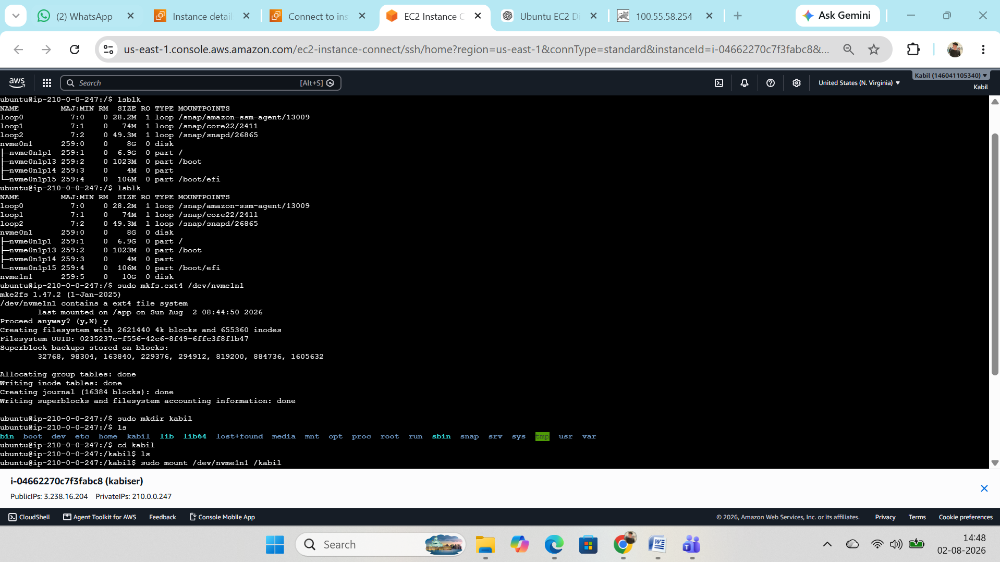 (2) WhatsApp
Instance detai
Connect to ins
EC2 Instance C
Ubuntu EC2 Di
100.55.58.254
Ask Gemini
us-east-1.console.aws.amazon.com/ec2-instance-connect/ssh/home?region=us-east-1&connType=standard&instanceId=i-04662270c7f3fabc8&...
aws
Search
[Alt+S]
United States (N. Virginia)
Kabil (146041105340)
Kabil
ubuntu@ip-210-0-0-247:/$ lsblk
NAME         MAJ:MIN RM  SIZE RO TYPE MOUNTPOINTS
loop0          7:0    0 28.2M  1 loop /snap/amazon-ssm-agent/13009
loop1          7:1    0   74M  1 loop /snap/core22/2411
loop2          7:2    0 49.3M  1 loop /snap/snapd/26865
nvme0n1      259:0    0    8G  0 disk
├─nvme0n1p1  259:1    0  6.9G  0 part /
├─nvme0n1p13 259:2    0 1023M  0 part /boot
├─nvme0n1p14 259:3    0    4M  0 part
└─nvme0n1p15 259:4    0  106M  0 part /boot/efi
ubuntu@ip-210-0-0-247:/$ lsblk
NAME         MAJ:MIN RM  SIZE RO TYPE MOUNTPOINTS
loop0          7:0    0 28.2M  1 loop /snap/amazon-ssm-agent/13009
loop1          7:1    0   74M  1 loop /snap/core22/2411
loop2          7:2    0 49.3M  1 loop /snap/snapd/26865
nvme0n1      259:0    0    8G  0 disk
├─nvme0n1p1  259:1    0  6.9G  0 part /
├─nvme0n1p13 259:2    0 1023M  0 part /boot
├─nvme0n1p14 259:3    0    4M  0 part
└─nvme0n1p15 259:4    0  106M  0 part /boot/efi
nvme1n1      259:5    0   10G  0 disk
ubuntu@ip-210-0-0-247:/$ sudo mkfs.ext4 /dev/nvme1n1
mke2fs 1.47.2 (1-Jan-2025)
/dev/nvme1n1 contains a ext4 file system
        last mounted on /app on Sun Aug  2 08:44:50 2026
Proceed anyway? (y,N) y
Creating filesystem with 2621440 4k blocks and 655360 inodes
Filesystem UUID: 0235237c-f556-42c6-8f49-6ffc3f8f1b47
Superblock backups stored on blocks:
        32768, 98304, 163840, 229376, 294912, 819200, 884736, 1605632
Allocating group tables: done
Writing inode tables: done
Creating journal (16384 blocks): done
Writing superblocks and filesystem accounting information: done
ubuntu@ip-210-0-0-247:/$ sudo mkdir kabil
ubuntu@ip-210-0-0-247:/$ ls
bin  boot  dev  etc  home  kabil  lib  lib64  lost+found  media  mnt  opt  proc  root  run  sbin  snap  srv  sys  tmp  usr  var
ubuntu@ip-210-0-0-247:/$ cd kabil
ubuntu@ip-210-0-0-247:/kabil$ ls
ubuntu@ip-210-0-0-247:/kabil$ sudo mount /dev/nvme1n1 /kabil
i-04662270c7f3fabc8 (kabiser)
PublicIPs: 3.238.16.204 PrivateIPs: 210.0.0.247
CloudShell
Agent Toolkit for AWS
Feedback
Console Mobile App
© 2026, Amazon Web Services, Inc. or its affiliates.
Privacy
Terms
Cookie preferences
Search
14:48
02-08-2026